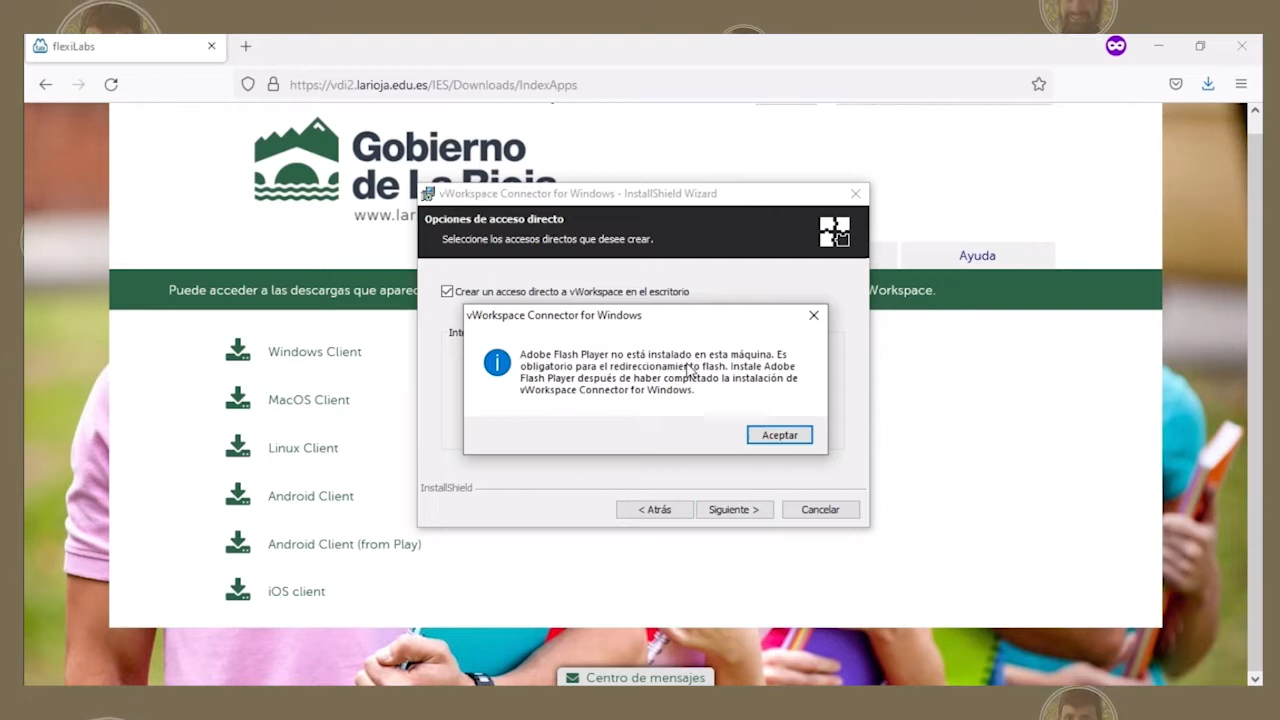 flexiLabs
https://vdi2.larioja.edu.es/IES/Downloads/IndexApps
Gobierno
de La Rioja
www.lar
vWorkspace Connector for Windows - InstallShield Wizard
Opciones de acceso directo
Seleccione los accesos directos que desee crear.
Ayuda
Puede acceder a las descargas que apared
Workspace.
Crear un acceso directo a vWorkspace en el escritorio
Inte
vWorkspace Connector for Windows
Adobe Flash Player no está instalado en esta máquina. Es
obligatorio para el redireccionamiento flash. Instale Adobe
Flash Player después de haber completado la instalación de
vWorkspace Connector for Windows.
Aceptar
Windows Client
MacOS Client
Linux Client
Android Client
Android Client (from Play)
iOS client
InstallShield
< Atrás
Siguiente >
Cancelar
Centro de mensajes